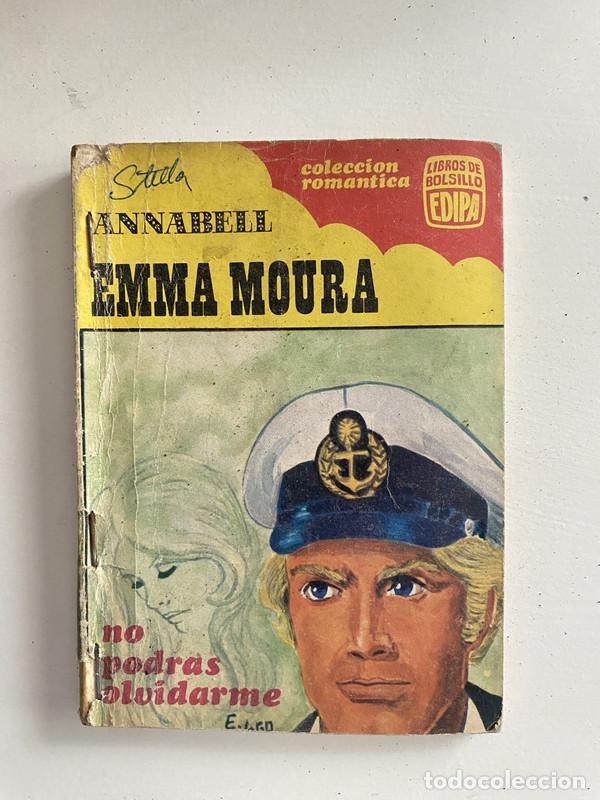 Stella
coleccion
romantica
LIBROS DE
BOLSILLO
EDIPA
ANNABELL
EMMA MOURA
no
podras
olvidarme
todocoleccion